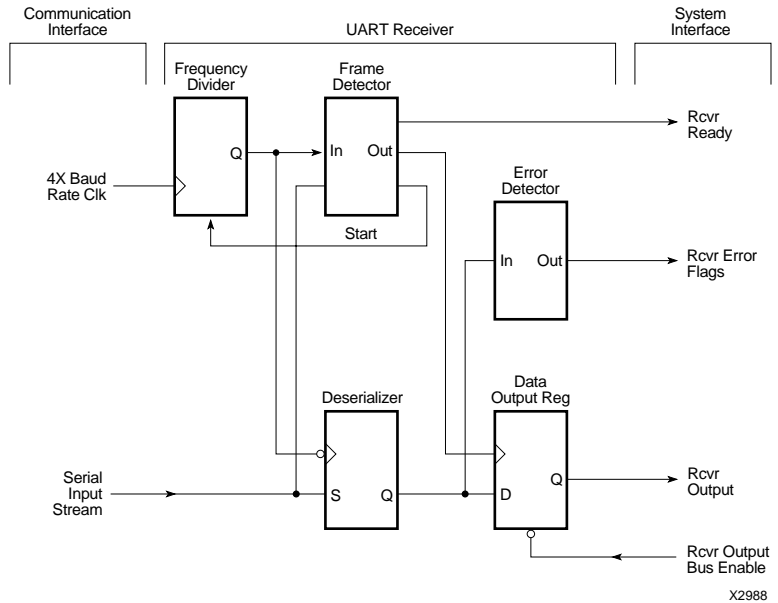 Communication
Interface
UART Receiver
System
Interface
Frequency
Divider
Frame
Detector
Q
In
Out
Rcvr
Ready
4X Baud
Rate Clk
Error
Detector
Start
In
Out
Rcvr Error
Flags
Deserializer
Data
Output Reg
Serial
Input
Stream
S
Q
D
Q
Rcvr
Output
Rcvr Output
Bus Enable
X2988